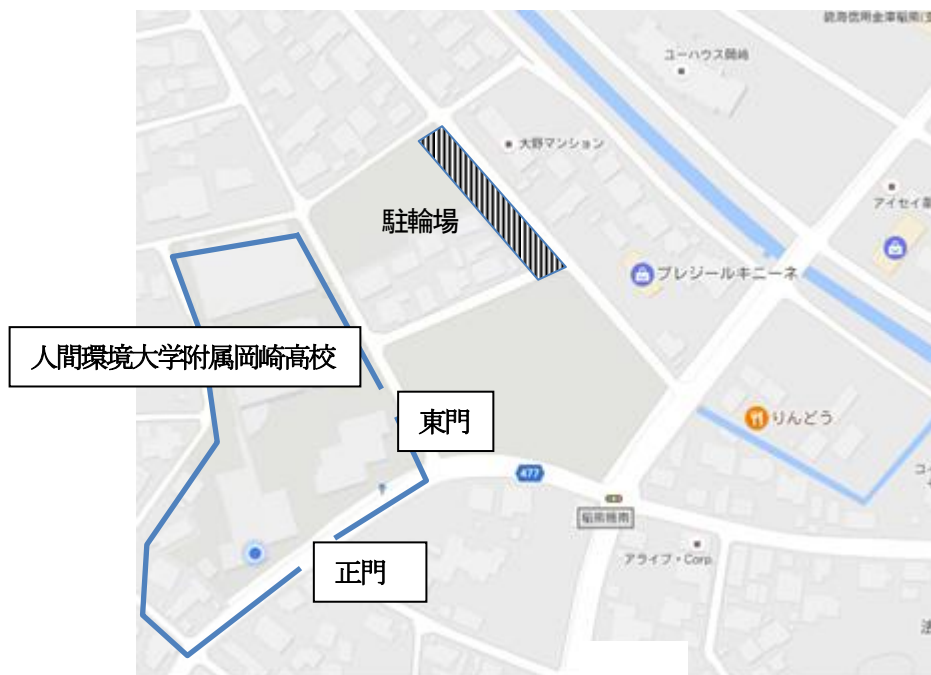 ユーハウス岡崎
大野マンション
アイセイ
駐輪場
プレジールキニーネ
人間環境大学附属岡崎高校
東門
りんどう
477
稲熊橋南
正門
アライブ・Corp